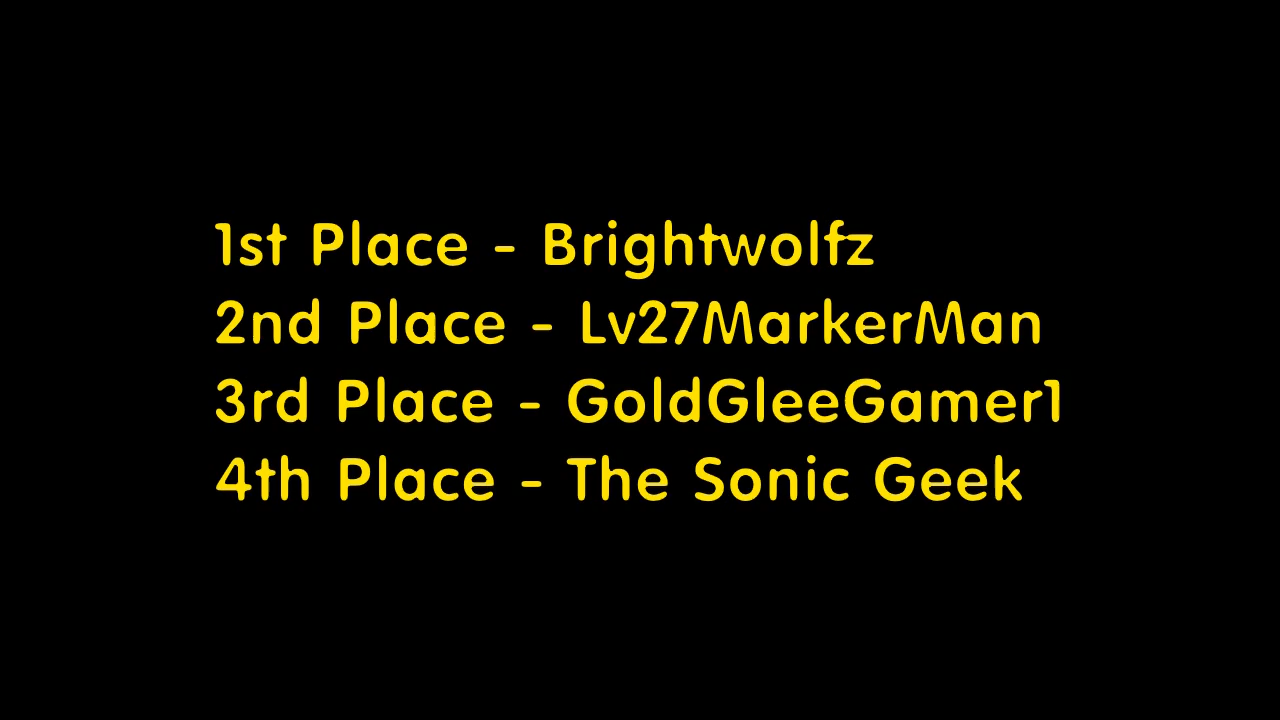 1st Place - Brightwolfz
2nd Place - Lv27MarkerMan
3rd Place - GoldGleeGamer1
4th Place - The Sonic Geek